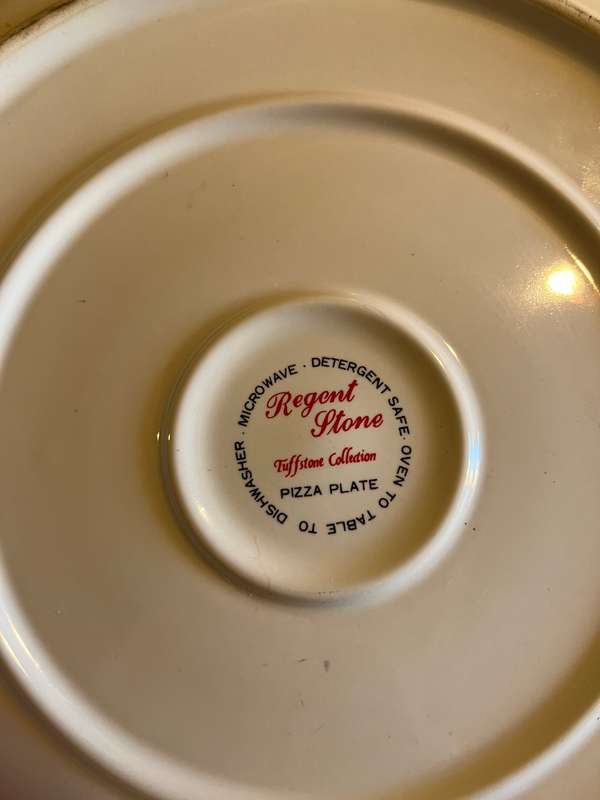 MICROWAVE · DETERGENT SAFE · OVEN TO TABLE TO DISHWASHER ·
Regent
Stone
Tuffstone Collection
PIZZA PLATE